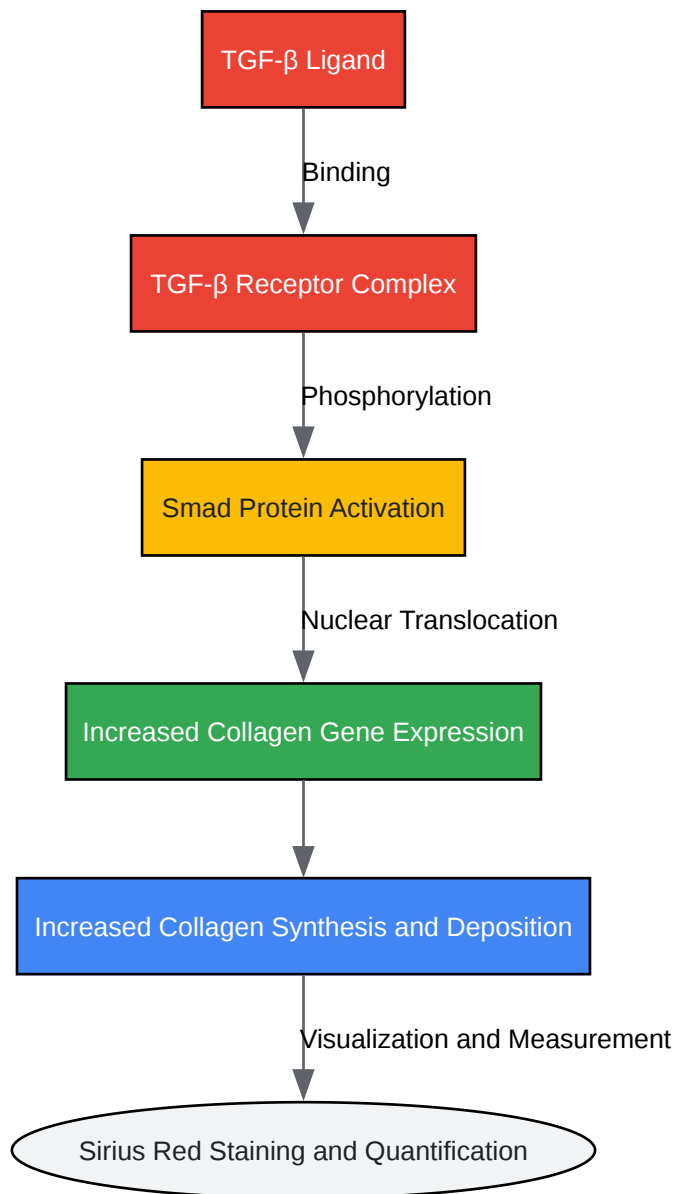 TGF-β Ligand
Binding
TGF-β Receptor Complex
Phosphorylation
Smad Protein Activation
Nuclear Translocation
Increased Collagen Gene Expression
Increased Collagen Synthesis and Deposition
Visualization and Measurement
Sirius Red Staining and Quantification